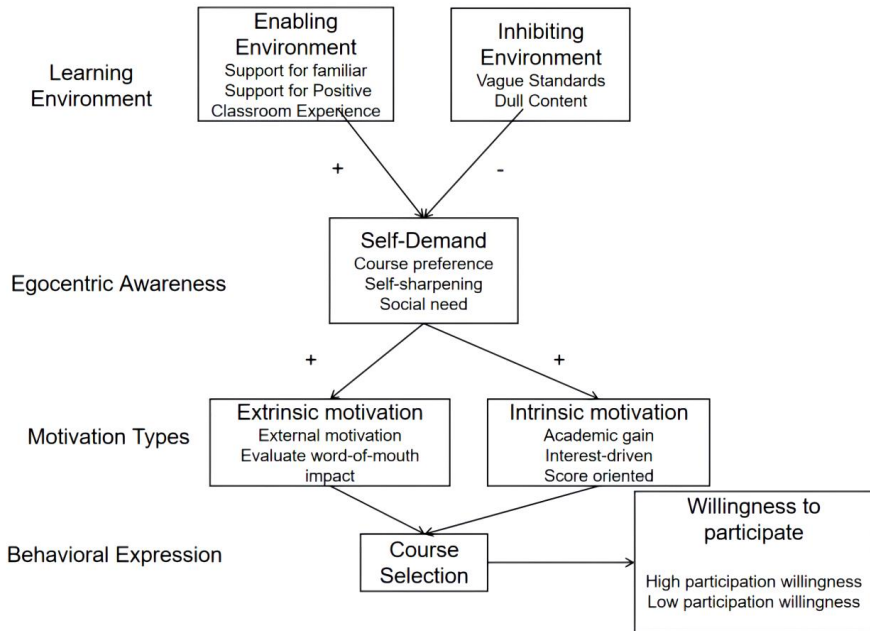 Enabling
Environment
Support for familiar
Support for Positive
Classroom Experience
Inhibiting
Environment
Vague Standards
Dull Content
Learning
Environment
+
-
Self-Demand
Course preference
Self-sharpening
Social need
Egocentric Awareness
+
+
Extrinsic motivation
External motivation
Evaluate word-of-mouth
impact
Intrinsic motivation
Academic gain
Interest-driven
Score oriented
Motivation Types
Willingness to
participate
High participation willingness
Low participation willingness
Course
Selection
Behavioral Expression